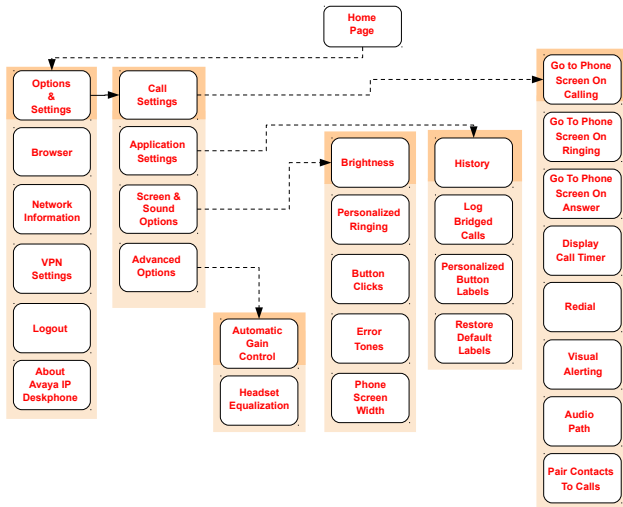 Home
Page
Options
&
Settings
Browser
Network
Information
VPN
Settings
Logout
About
Avaya IP
Deskphone
Call
Settings
Application
Settings
Screen &
Sound
Options
Advanced
Options
Automatic
Gain
Control
Headset
Equalization
Brightness
Personalized
Ringing
Button
Clicks
Error
Tones
Phone
Screen
Width
History
Log
Bridged
Calls
Personalized
Button
Labels
Restore
Default
Labels
Go to Phone
Screen On
Calling
Go To Phone
Screen On
Ringing
Go To Phone
Screen On
Answer
Display
Call Timer
Redial
Visual
Alerting
Audio
Path
Pair Contacts
To Calls